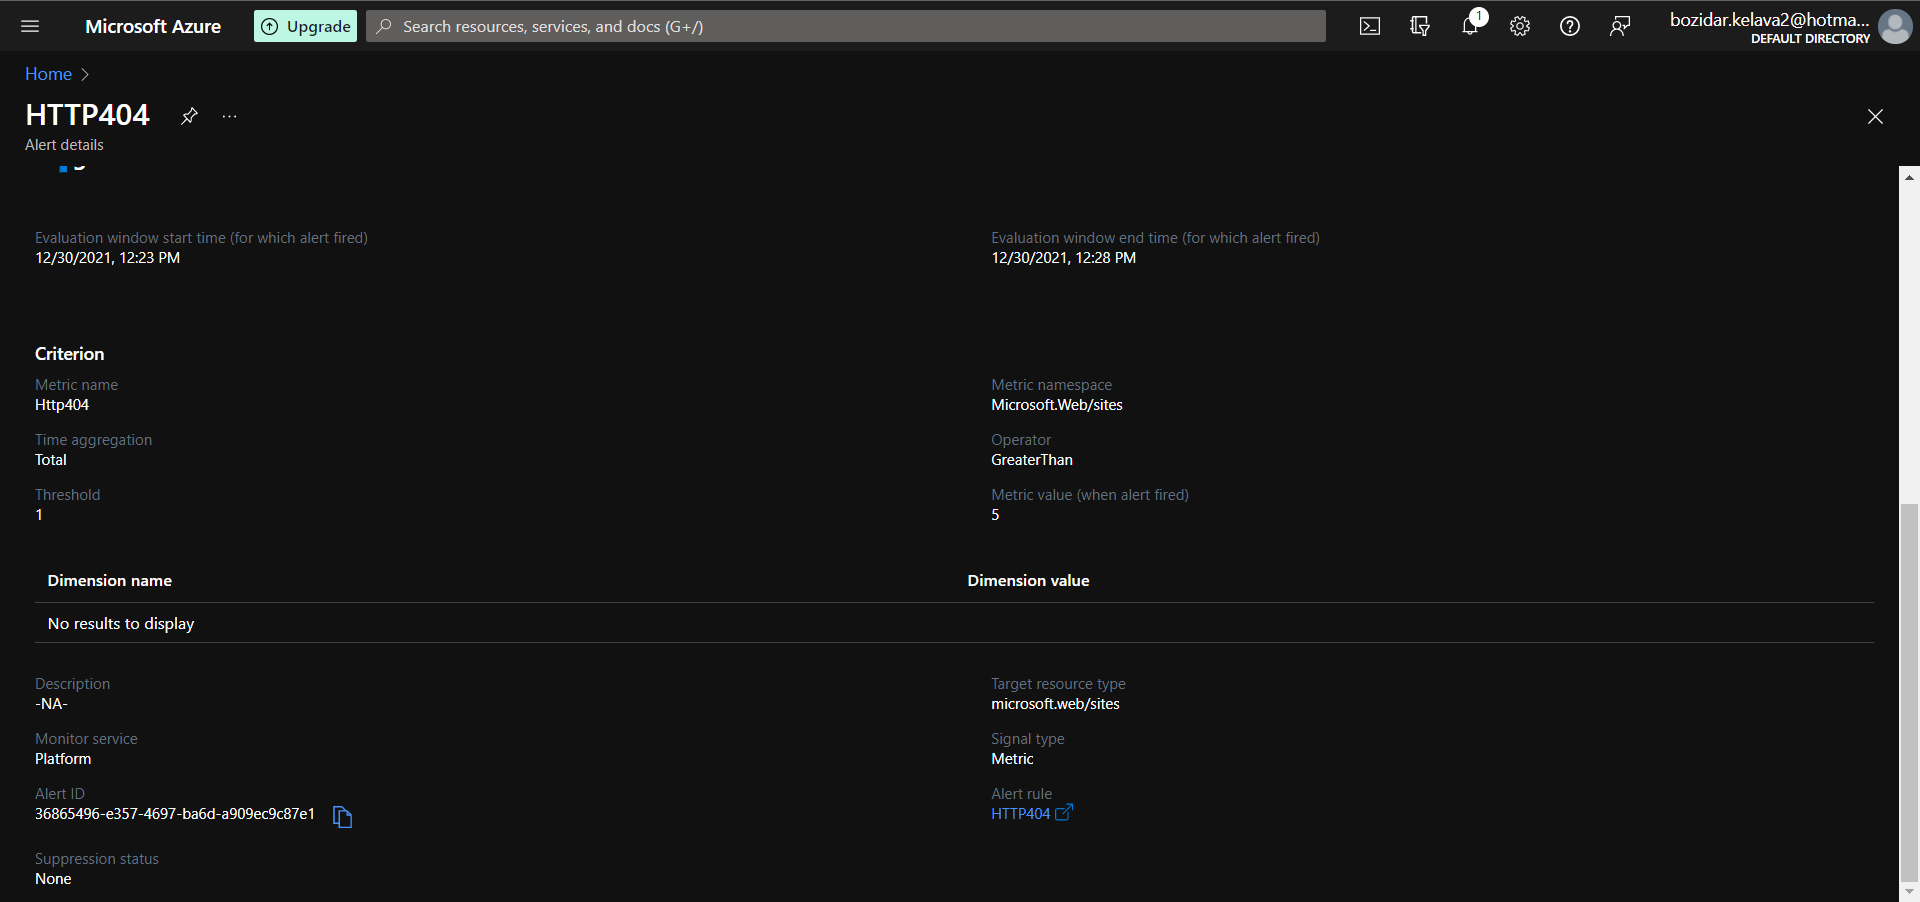 Microsoft Azure
Upgrade
Search resources, services, and docs (G+/)
1
bozidar.kelava2@hotma...
DEFAULT DIRECTORY
Home
HTTP404
...
Alert details
Evaluation window start time (for which alert fired)
12/30/2021, 12:23 PM
Evaluation window end time (for which alert fired)
12/30/2021, 12:28 PM
Criterion
Metric name
Http404
Metric namespace
Microsoft.Web/sites
Time aggregation
Total
Operator
GreaterThan
Threshold
1
Metric value (when alert fired)
5
Dimension name
Dimension value
No results to display
Description
-NA-
Target resource type
microsoft.web/sites
Monitor service
Platform
Signal type
Metric
Alert ID
36865496-e357-4697-ba6d-a909ec9c87e1
Alert rule
HTTP404
Suppression status
None